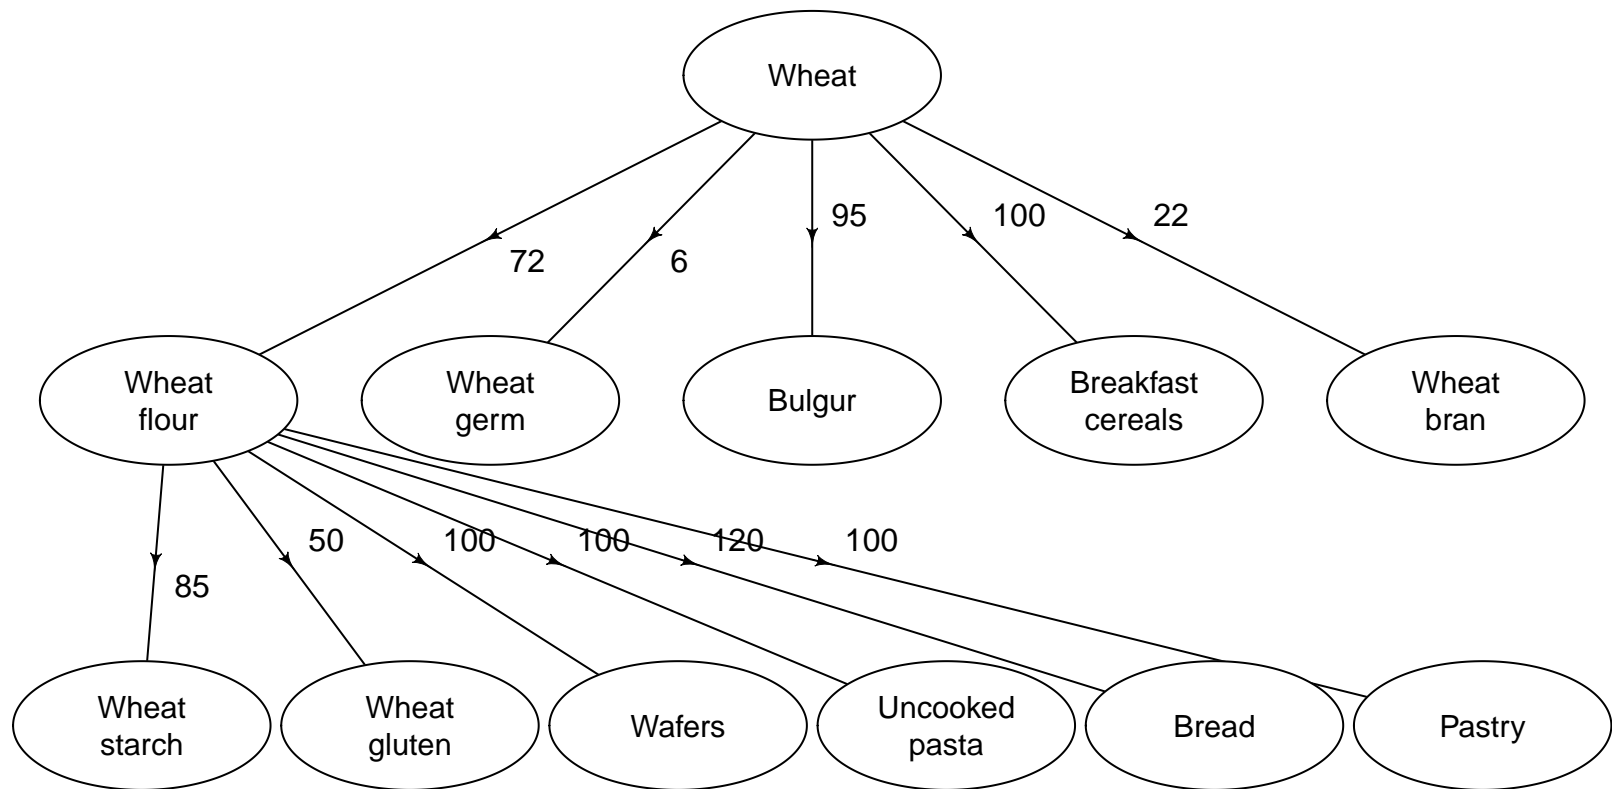 Wheat
95
100
22
72
6
Wheat
flour
Wheat
germ
Bulgur
Breakfast
cereals
Wheat
bran
50
100
100
120
100
85
Wheat
starch
Wheat
gluten
Wafers
Uncooked
pasta
Bread
Pastry